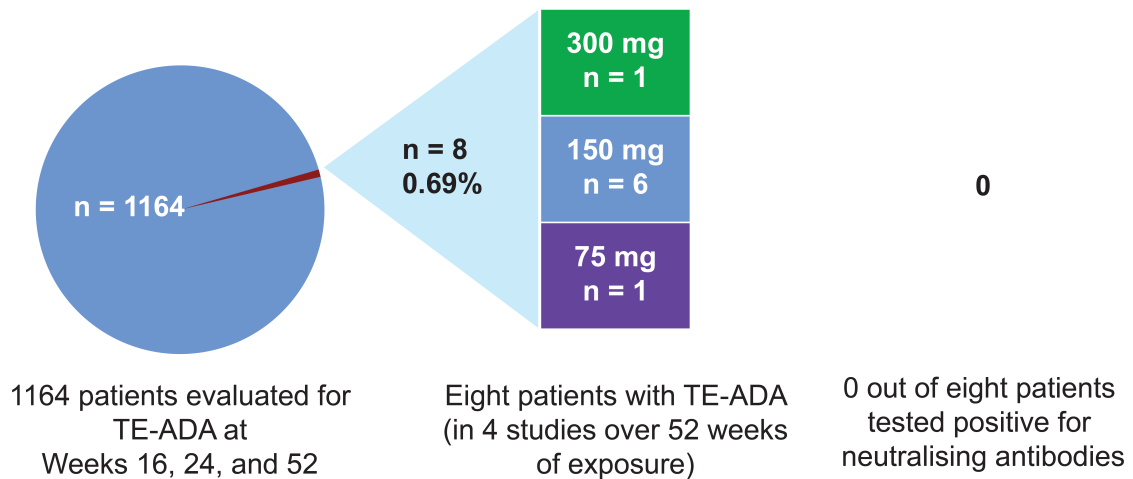 n = 1164
n = 8
0.69%
300 mg
n = 1
150 mg
n = 6
75 mg
n = 1
0
1164 patients evaluated for
TE-ADA at
Weeks 16, 24, and 52
Eight patients with TE-ADA
(in 4 studies over 52 weeks
of exposure)
0 out of eight patients
tested positive for
neutralising antibodies